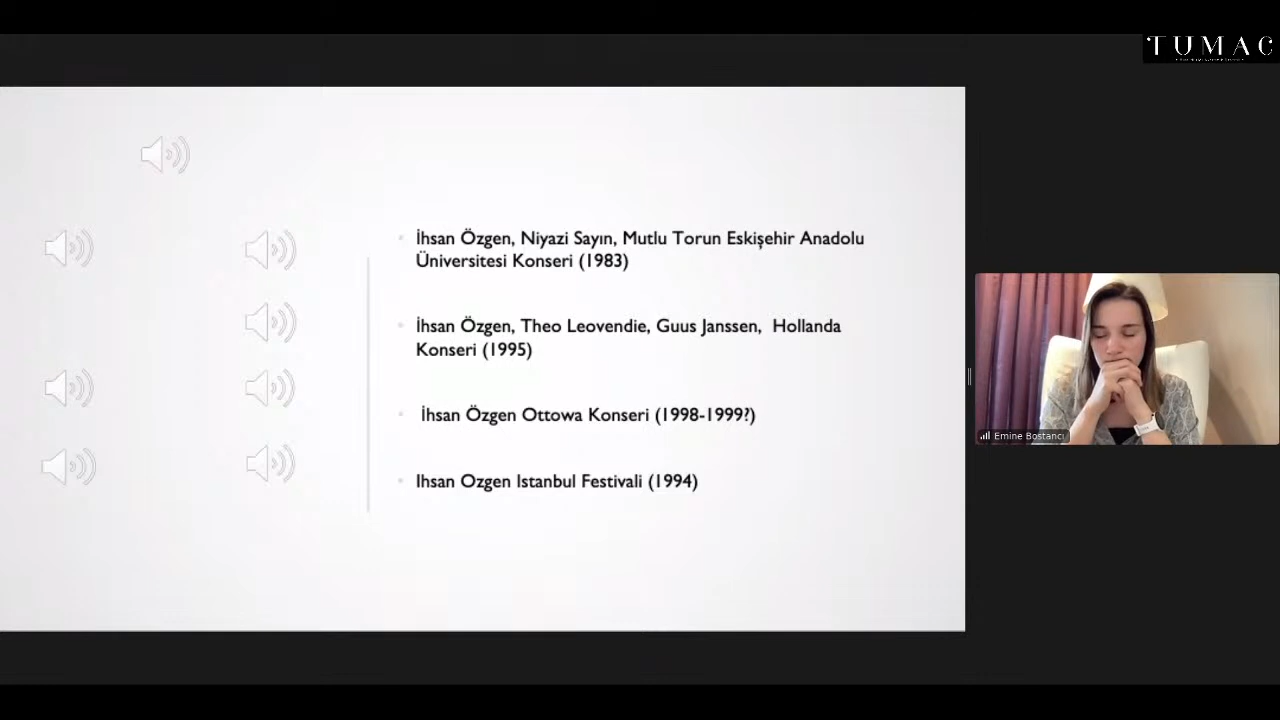 TUMAC
İhsan Özgen, Niyazi Sayın, Mutlu Torun Eskişehir Anadolu
Üniversitesi Konseri (1983)
İhsan Özgen, Theo Leovendie, Guus Janssen,  Hollanda
Konseri (1995)
İhsan Özgen Ottowa Konseri (1998-1999?)
Ihsan Ozgen Istanbul Festivali (1994)
Emine Bostancı